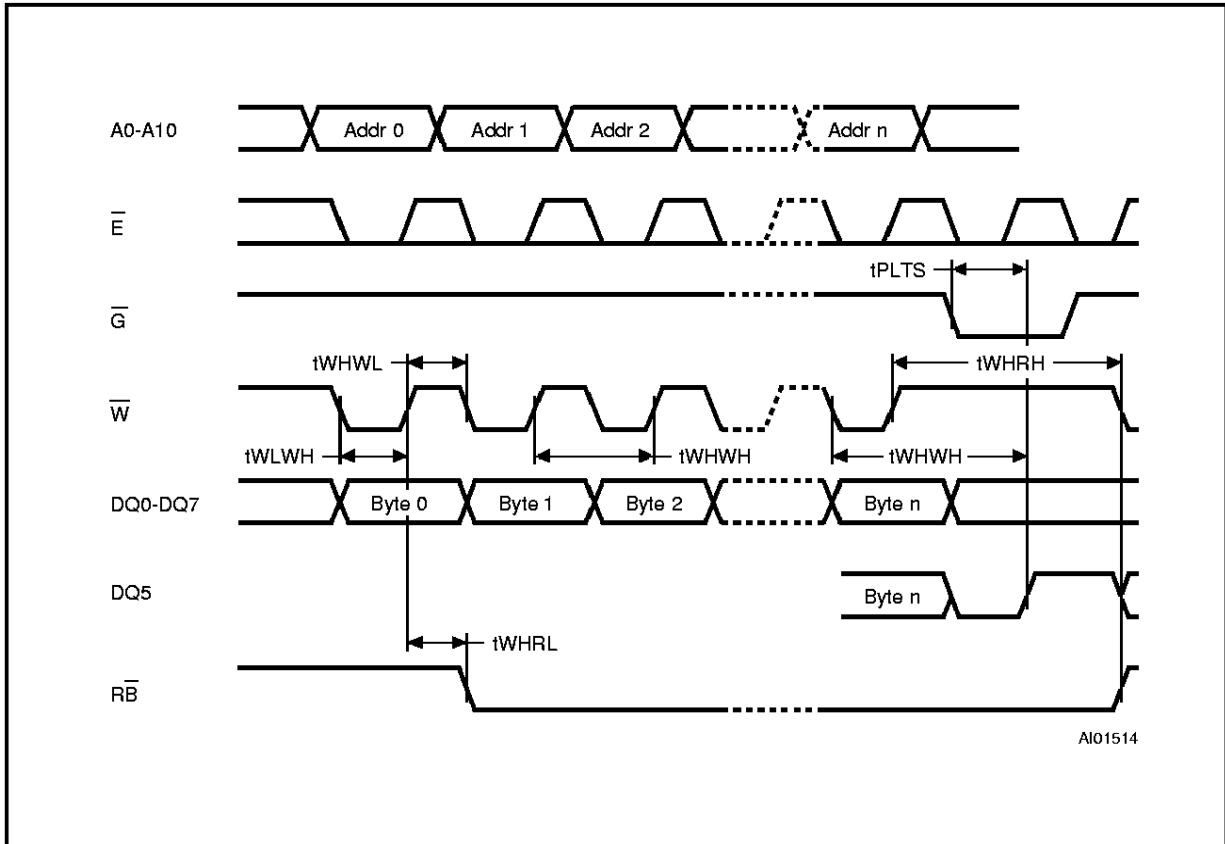 A0-A10 Addr 0 Addr 1 Addr 2 Addr n
E̅
tPLTS
G̅
tWHWL tWHRH
W̅
tWLWH tWHWH tWHWH
DQ0-DQ7 Byte 0 Byte 1 Byte 2 Byte n
DQ5 Byte n
tWHRL
RB̅
AI01514